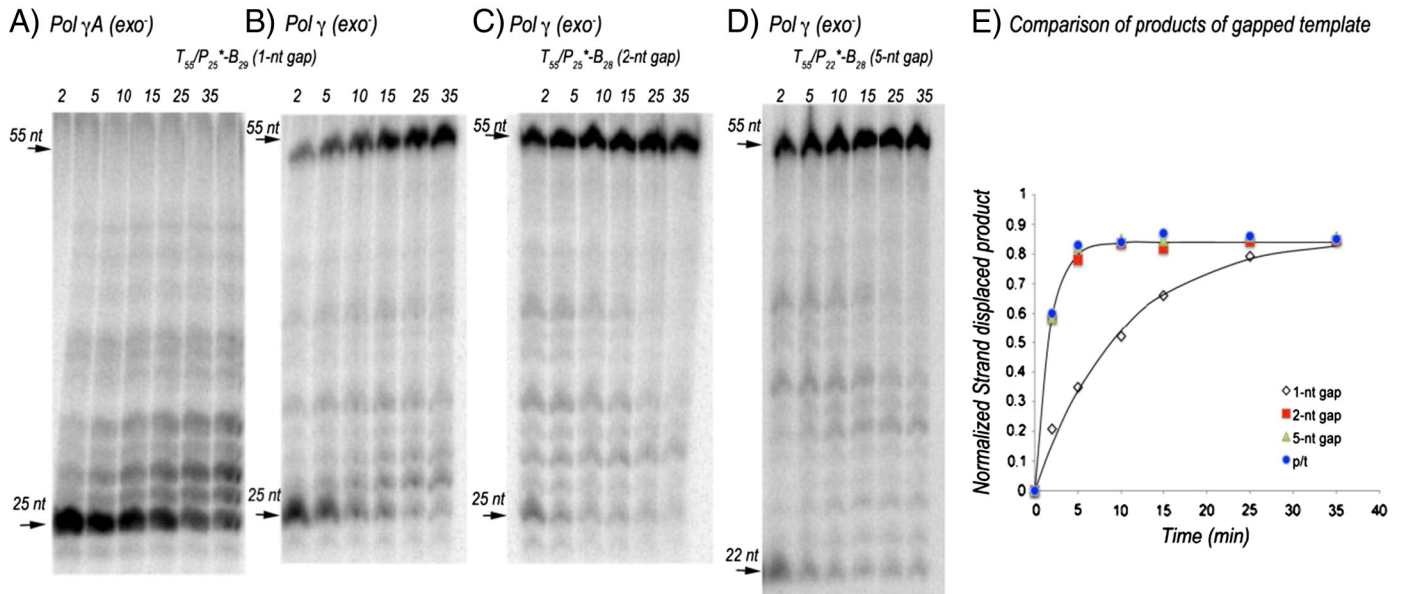 A) Pol γA (exo-)
B) Pol γ (exo-)
C) Pol γ (exo-)
D) Pol γ (exo-)
E) Comparison of products of gapped template
T55/P25*-B29 (1-nt gap)
T55/P25*-B28 (2-nt gap)
T55/P22*-B28 (5-nt gap)
2 5 10 15 25 35
2 5 10 15 25 35
2 5 10 15 25 35
2 5 10 15 25 35
55 nt
55 nt
55 nt
55 nt
25 nt
25 nt
25 nt
22 nt
Normalized Strand displaced product
1
0.9
0.8
0.7
0.6
0.5
0.4
0.3
0.2
0.1
0
1-nt gap
2-nt gap
5-nt gap
p/t
0 5 10 15 20 25 30 35 40
Time (min)